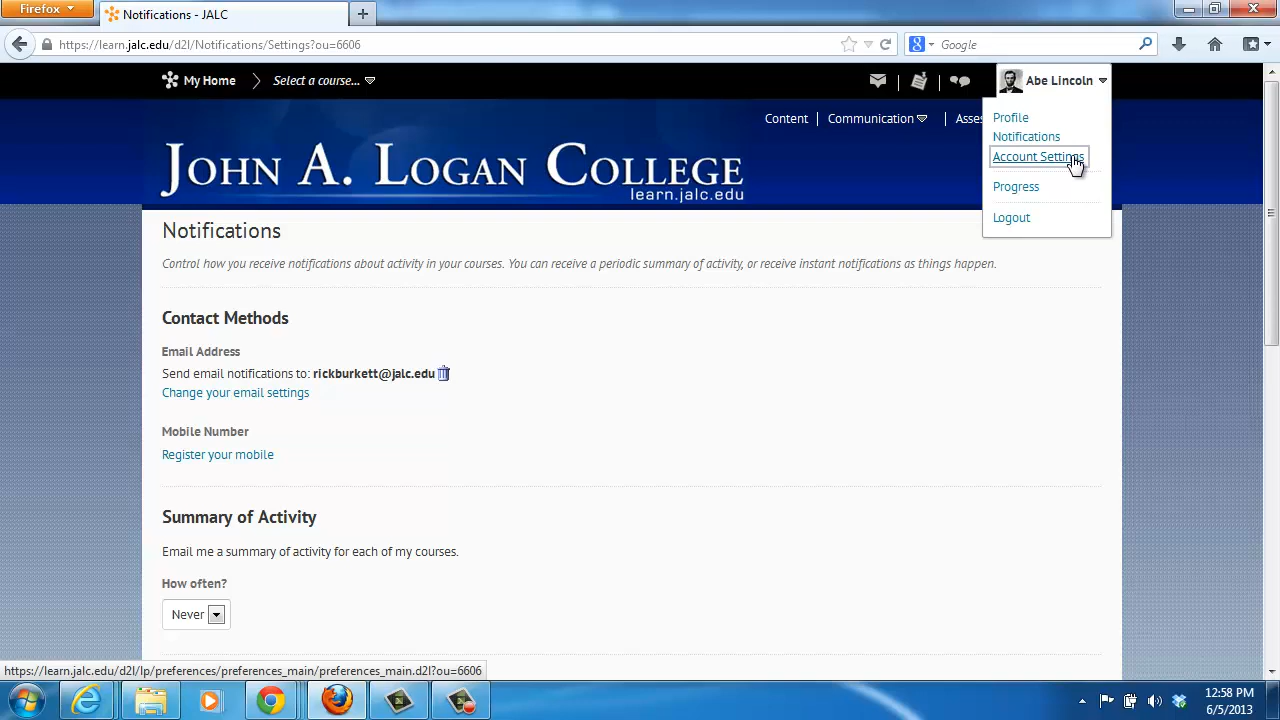 Firefox
Notifications - JALC
https://learn.jalc.edu/d2l/Notifications/Settings?ou=6606
Google
My Home
Select a course...
Abe Lincoln
Content
Communication
Asses
Profile
Notifications
Account Settings
Progress
Logout
JOHN A. LOGAN COLLEGE
learn.jalc.edu
Notifications
Control how you receive notifications about activity in your courses. You can receive a periodic summary of activity, or receive instant notifications as things happen.
Contact Methods
Email Address
Send email notifications to: rickburkett@jalc.edu
Change your email settings
Mobile Number
Register your mobile
Summary of Activity
Email me a summary of activity for each of my courses.
How often?
Never
https://learn.jalc.edu/d2l/lp/preferences/preferences_main/preferences_main.d2l?ou=6606
12:58 PM
6/5/2013